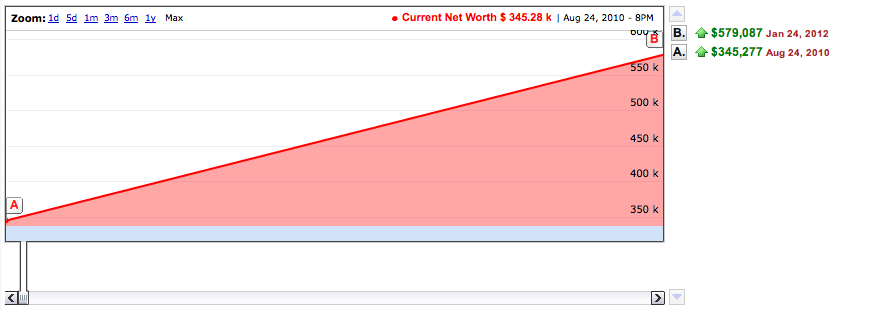 Zoom: 1d 5d 1m 3m 6m 1y Max
● Current Net Worth $ 345.28 k | Aug 24, 2010 - 8PM
600 k
B
550 k
500 k
450 k
400 k
A
350 k
B. $579,087 Jan 24, 2012
A. $345,277 Aug 24, 2010